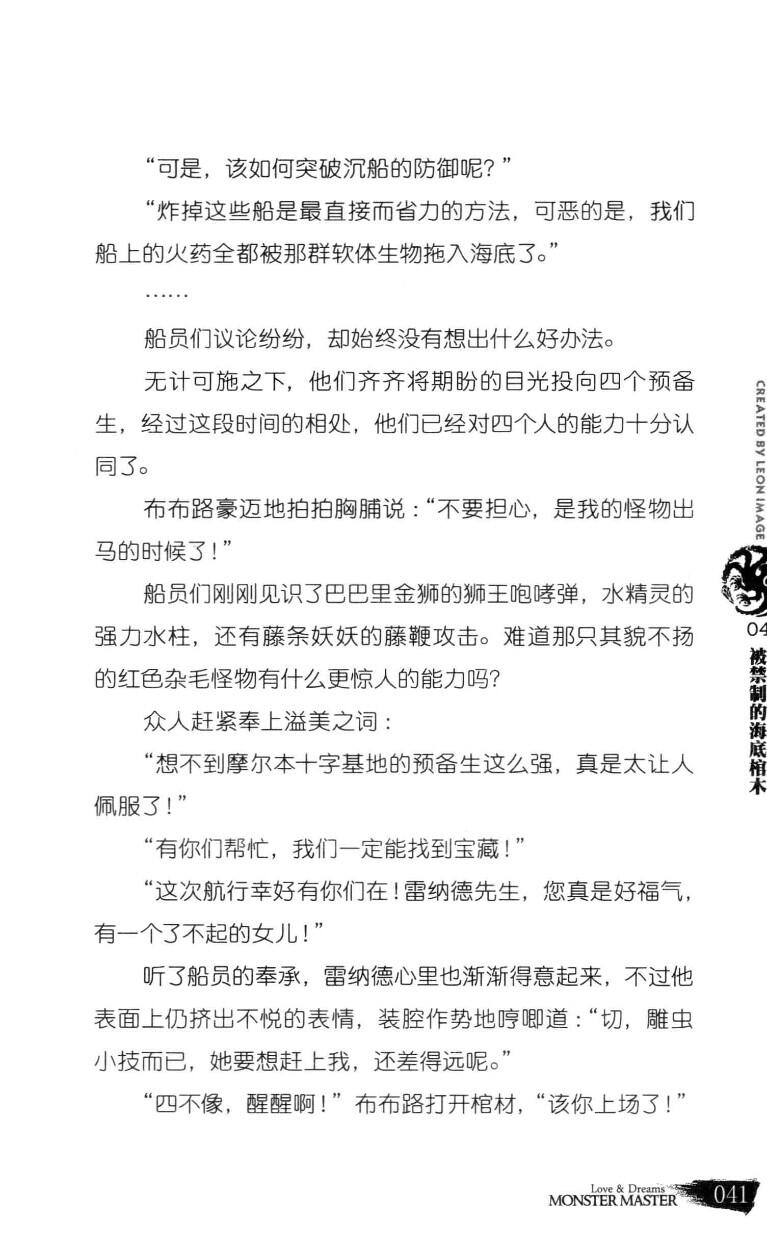 “可是，该如何突破沉船的防御呢？”
“炸掉这些船是最直接而省力的方法，可恶的是，我们
船上的火药全都被那群软体生物拖入海底了。”
……
船员们议论纷纷，却始终没有想出什么好办法。
无计可施之下，他们齐齐将期盼的目光投向四个预备
生，经过这段时间的相处，他们已经对四个人的能力十分认
同了。
布布路豪迈地拍拍胸脯说：“不要担心，是我的怪物出
马的时候了！”
船员们刚刚见识了巴巴里金狮的狮王咆哮弹，水精灵的
强力水柱，还有藤条妖妖的藤鞭攻击。难道那只其貌不扬
的红色杂毛怪物有什么更惊人的能力吗？
众人赶紧奉上溢美之词：
“想不到摩尔本十字基地的预备生这么强，真是太让人
佩服了！”
“有你们帮忙，我们一定能找到宝藏！”
“这次航行幸好有你们在！雷纳德先生，您真是好福气，
有一个了不起的女儿！”
听了船员的奉承，雷纳德心里也渐渐得意起来，不过他
表面上仍挤出不悦的表情，装腔作势地哼唧道：“切，雕虫
小技而已，她要想赶上我，还差得远呢。”
“四不像，醒醒啊！”布布路打开棺材，“该你上场了！”
CREATED BY LEON IMAGE
04
被禁制的海底棺木
Love & Dreams
MONSTER MASTER
041